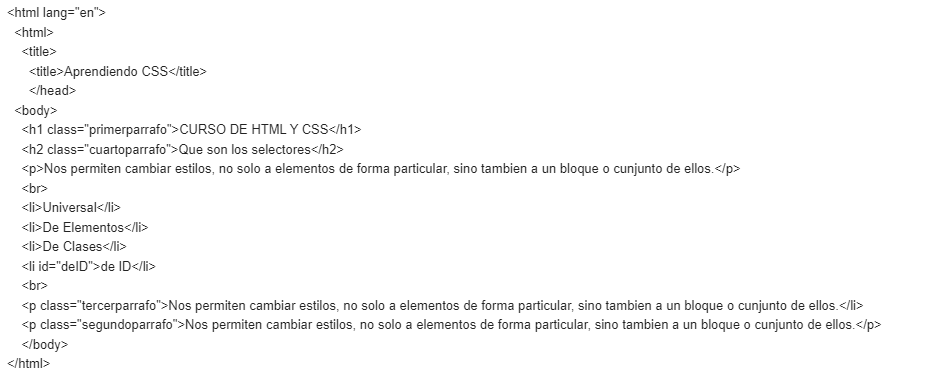 <html lang="en">
<html>
<title>
<title>Aprendiendo CSS</title>
</head>
<body>
<h1 class="primerparrafo">CURSO DE HTML Y CSS</h1>
<h2 class="cuartoparrafo">Que son los selectores</h2>
<p>Nos permiten cambiar estilos, no solo a elementos de forma particular, sino tambien a un bloque o cunjunto de ellos.</p>
<br>
<li>Universal</li>
<li>De Elementos</li>
<li>De Clases</li>
<li id="deID">de ID</li>
<br>
<p class="tercerparrafo">Nos permiten cambiar estilos, no solo a elementos de forma particular, sino tambien a un bloque o cunjunto de ellos.</li>
<p class="segundoparrafo">Nos permiten cambiar estilos, no solo a elementos de forma particular, sino tambien a un bloque o cunjunto de ellos.</p>
</body>
</html>